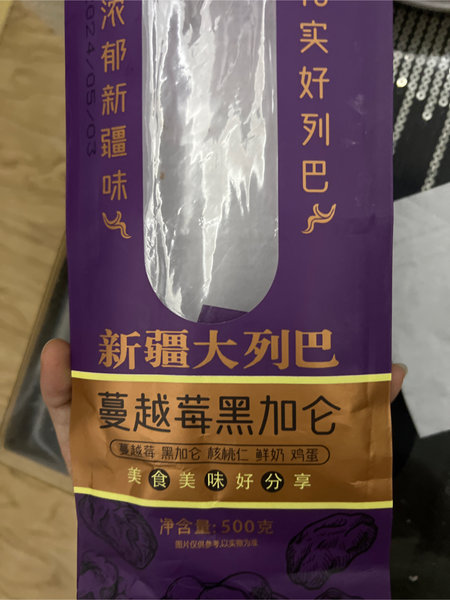 浓郁新疆味
2024/05/03
实好列巴
新疆大列巴
蔓越莓黑加仑
蔓越莓 黑加仑 核桃仁 鲜奶 鸡蛋
美食美味好分享
净含量: 500克
图片仅供参考,以实物为准